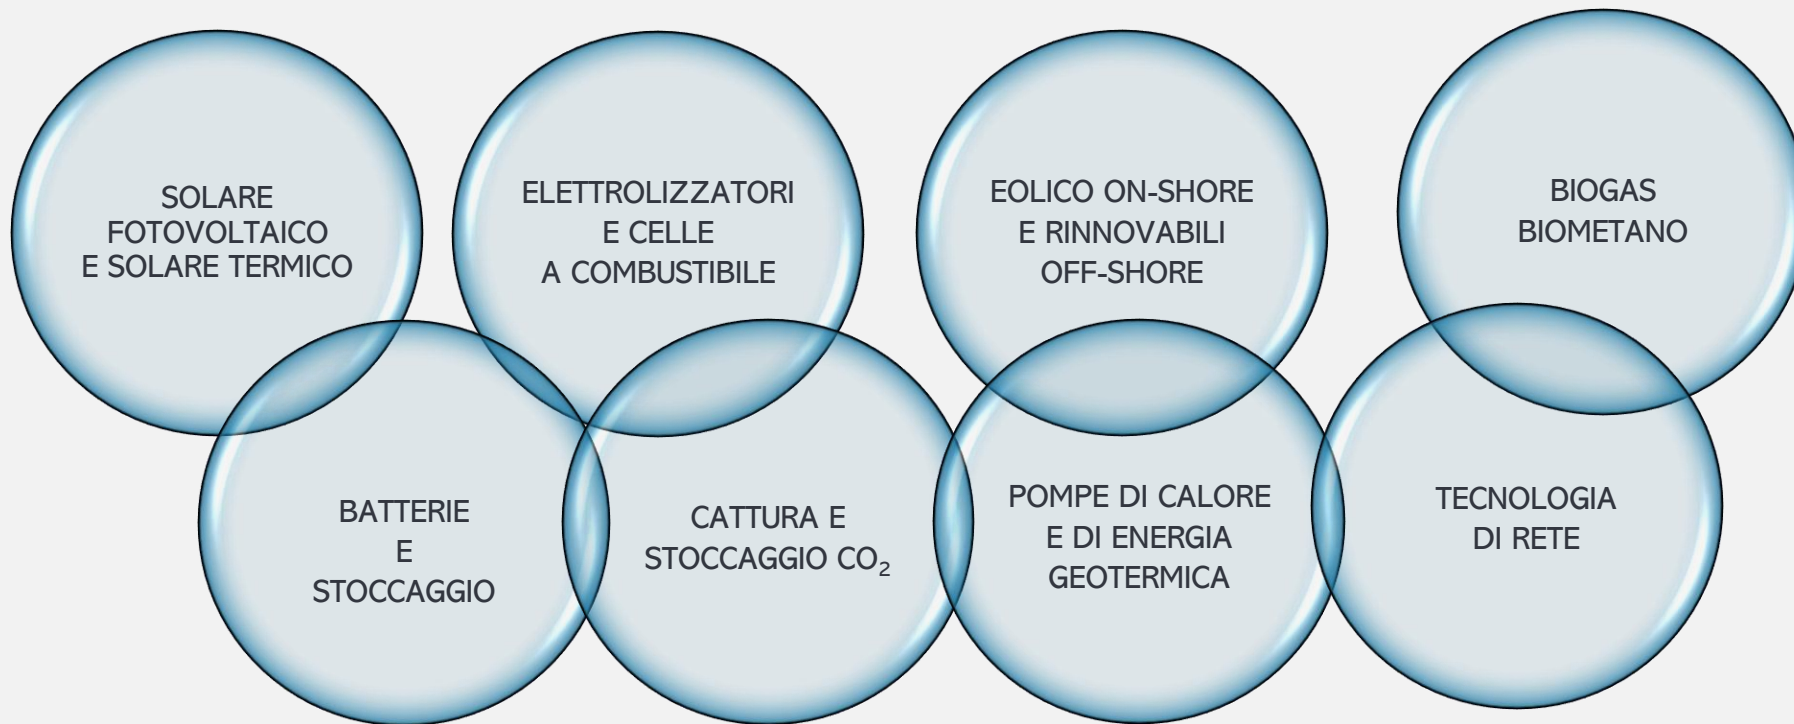 SOLARE
FOTOVOLTAICO
E SOLARE TERMICO
ELETTROLIZZATORI
E CELLE
A COMBUSTIBILE
EOLICO ON-SHORE
E RINNOVABILI
OFF-SHORE
BIOGAS
BIOMETANO
BATTERIE
E
STOCCAGGIO
CATTURA E
STOCCAGGIO CO₂
POMPE DI CALORE
E DI ENERGIA
GEOTERMICA
TECNOLOGIA
DI RETE